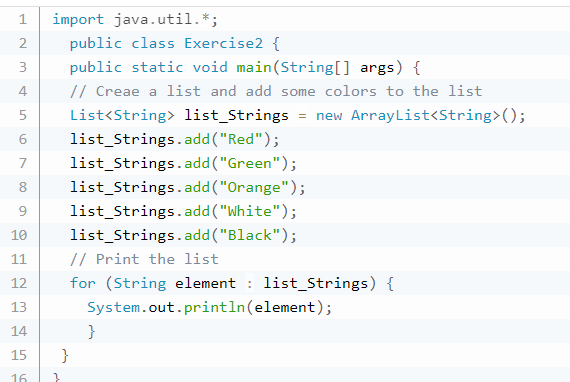 1 import java.util.*;
2 public class Exercise2 {
3 public static void main(String[] args) {
4 // Creae a list and add some colors to the list
5 List<String> list_Strings = new ArrayList<String>();
6 list_Strings.add("Red");
7 list_Strings.add("Green");
8 list_Strings.add("Orange");
9 list_Strings.add("White");
10 list_Strings.add("Black");
11 // Print the list
12 for (String element : list_Strings) {
13 System.out.println(element);
14 }
15 }
16 }